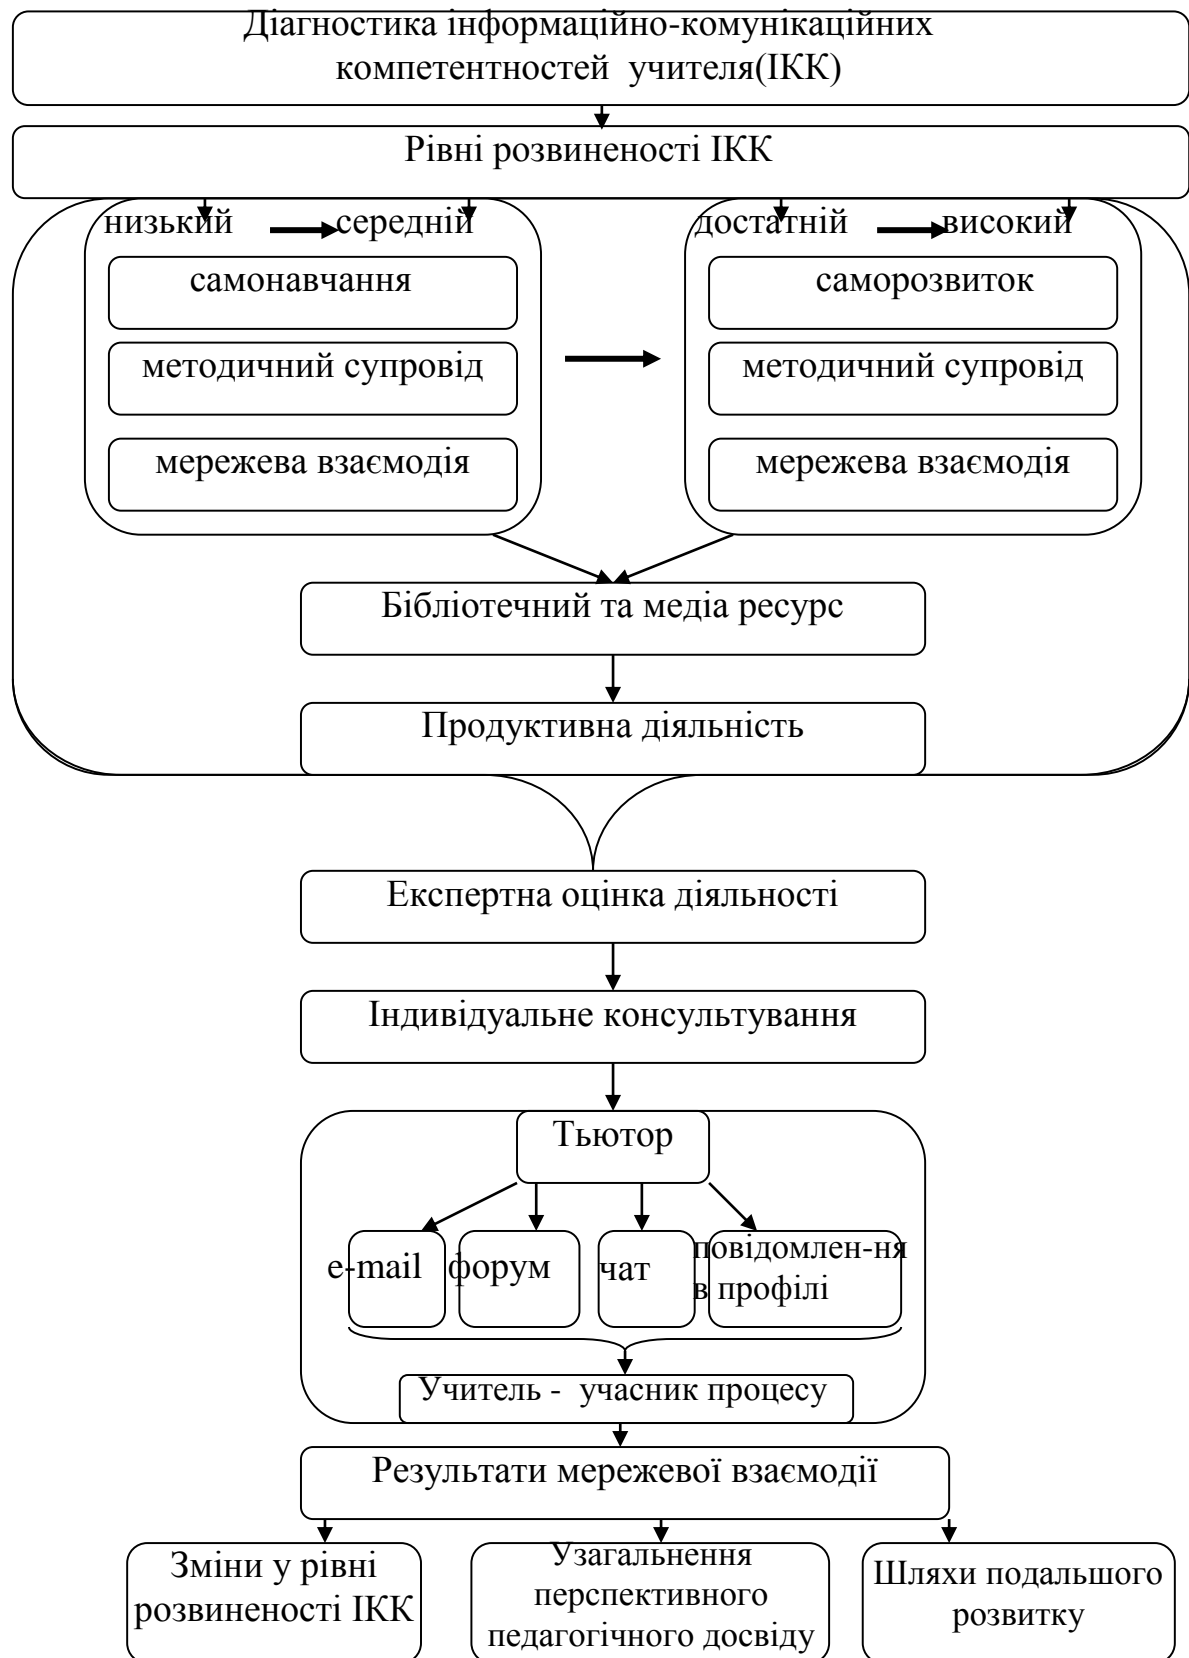 Діагностика інформаційно-комунікаційних
компетентностей учителя(ІКК)
Рівні розвиненості ІКК
низький середній достатній високий
самонавчання
саморозвиток
методичний супровід
методичний супровід
мережева взаємодія
мережева взаємодія
Бібліотечний та медіа ресурс
Продуктивна діяльність
Експертна оцінка діяльності
Індивідуальне консультування
Тьютор
e-mail
форум
чат
повідомлен-ня
в профілі
Учитель - учасник процесу
Результати мережевої взаємодії
Зміни у рівні
розвиненості ІКК
Узагальнення
перспективного
педагогічного досвіду
Шляхи подальшого
розвитку